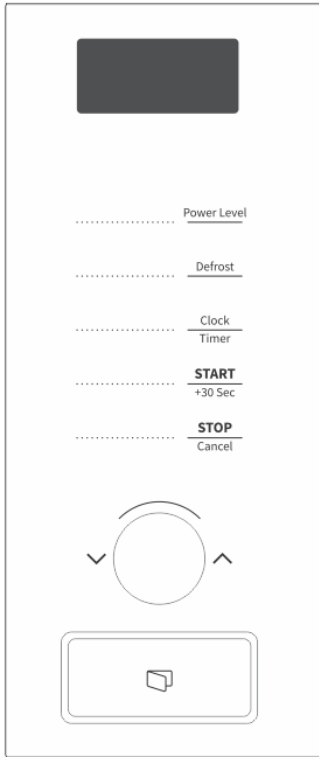 Power Level
Defrost
Clock
Timer
START
+30 Sec
STOP
Cancel